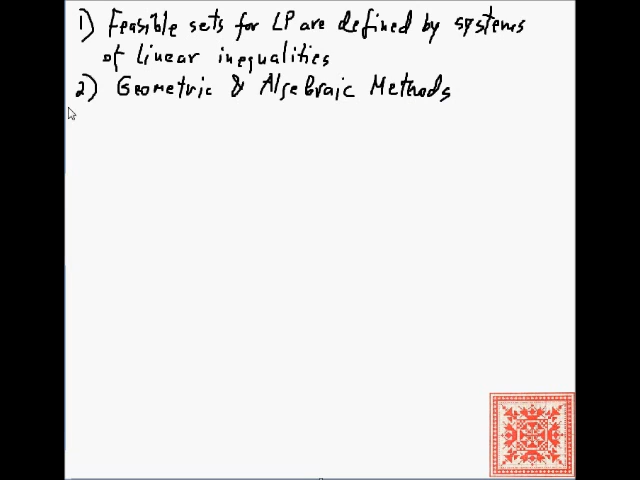 1) Feasible sets for LP are defined by systems
of linear inequalities
2) Geometric & Algebraic Methods